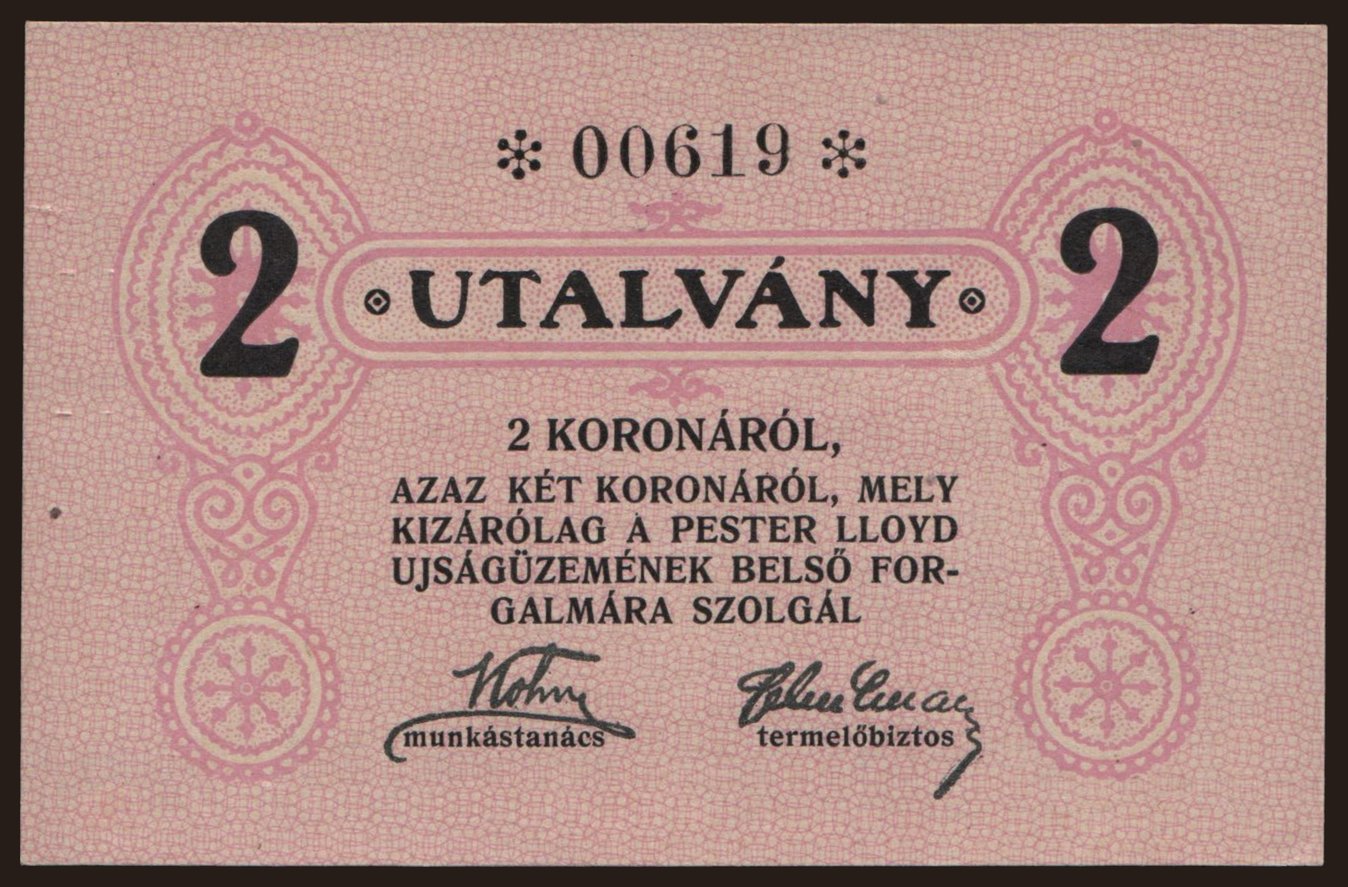 * 00619 *
2 UTALVÁNY 2
2 KORONÁRÓL,
AZAZ KÉT KORONÁRÓL, MELY
KIZÁRÓLAG A PESTER LLOYD
UJSÁGÜZEMÉNEK BELSŐ FOR-
GALMÁRA SZOLGÁL
munkástanács termelőbiztos